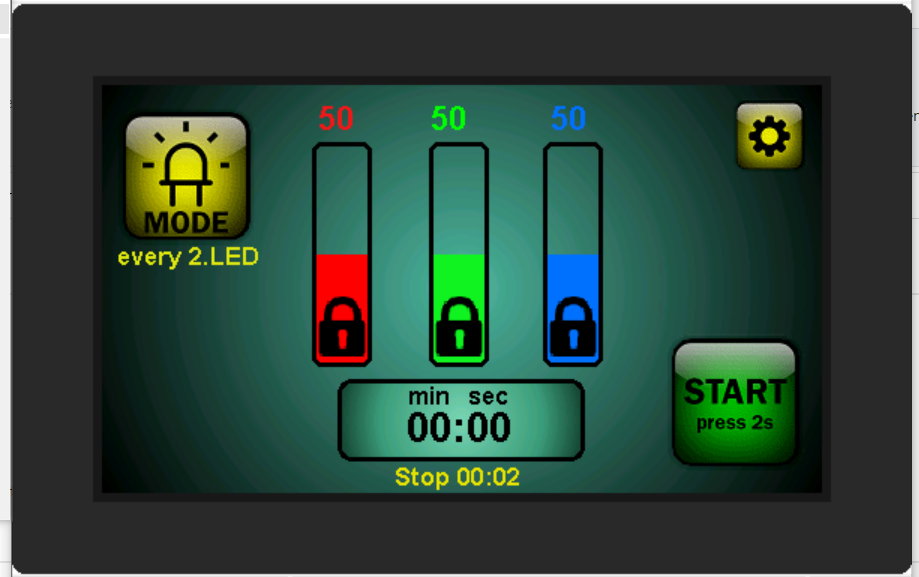 50 50 50
MODE
every 2.LED
min sec
00:00
Stop 00:02
START
press 2s